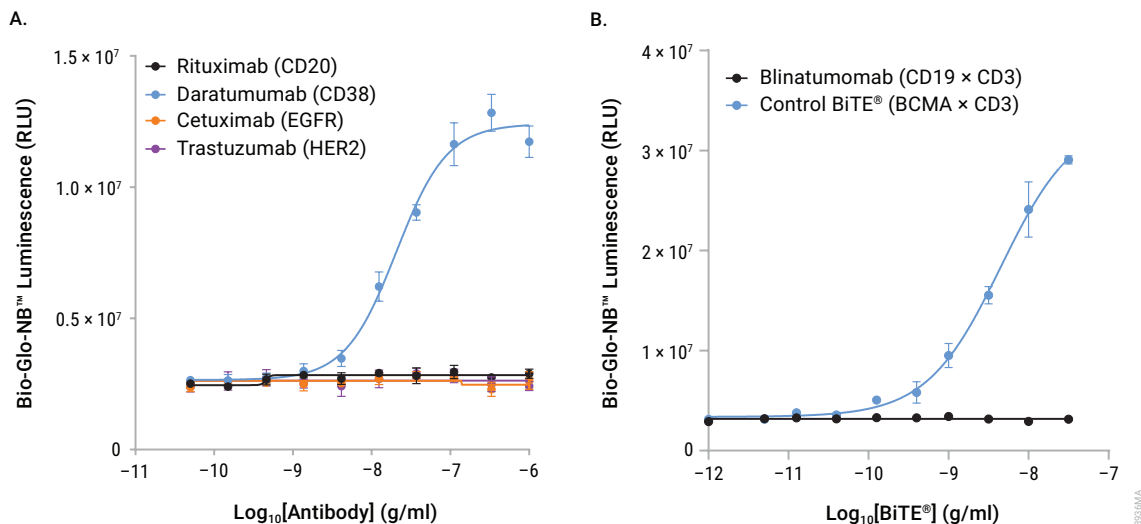 A.
Bio-Glo-NB™ Luminescence (RLU)
1.5 × 10⁷
1.0 × 10⁷
0.5 × 10⁷
0
Rituximab (CD20)
Daratumumab (CD38)
Cetuximab (EGFR)
Trastuzumab (HER2)
−11 −10 −9 −8 −7 −6
Log₁₀[Antibody] (g/ml)
B.
Bio-Glo-NB™ Luminescence (RLU)
4 × 10⁷
3 × 10⁷
2 × 10⁷
1 × 10⁷
0
Blinatumomab (CD19 × CD3)
Control BiTE® (BCMA × CD3)
−12 −11 −10 −9 −8 −7
Log₁₀[BiTE®] (g/ml)